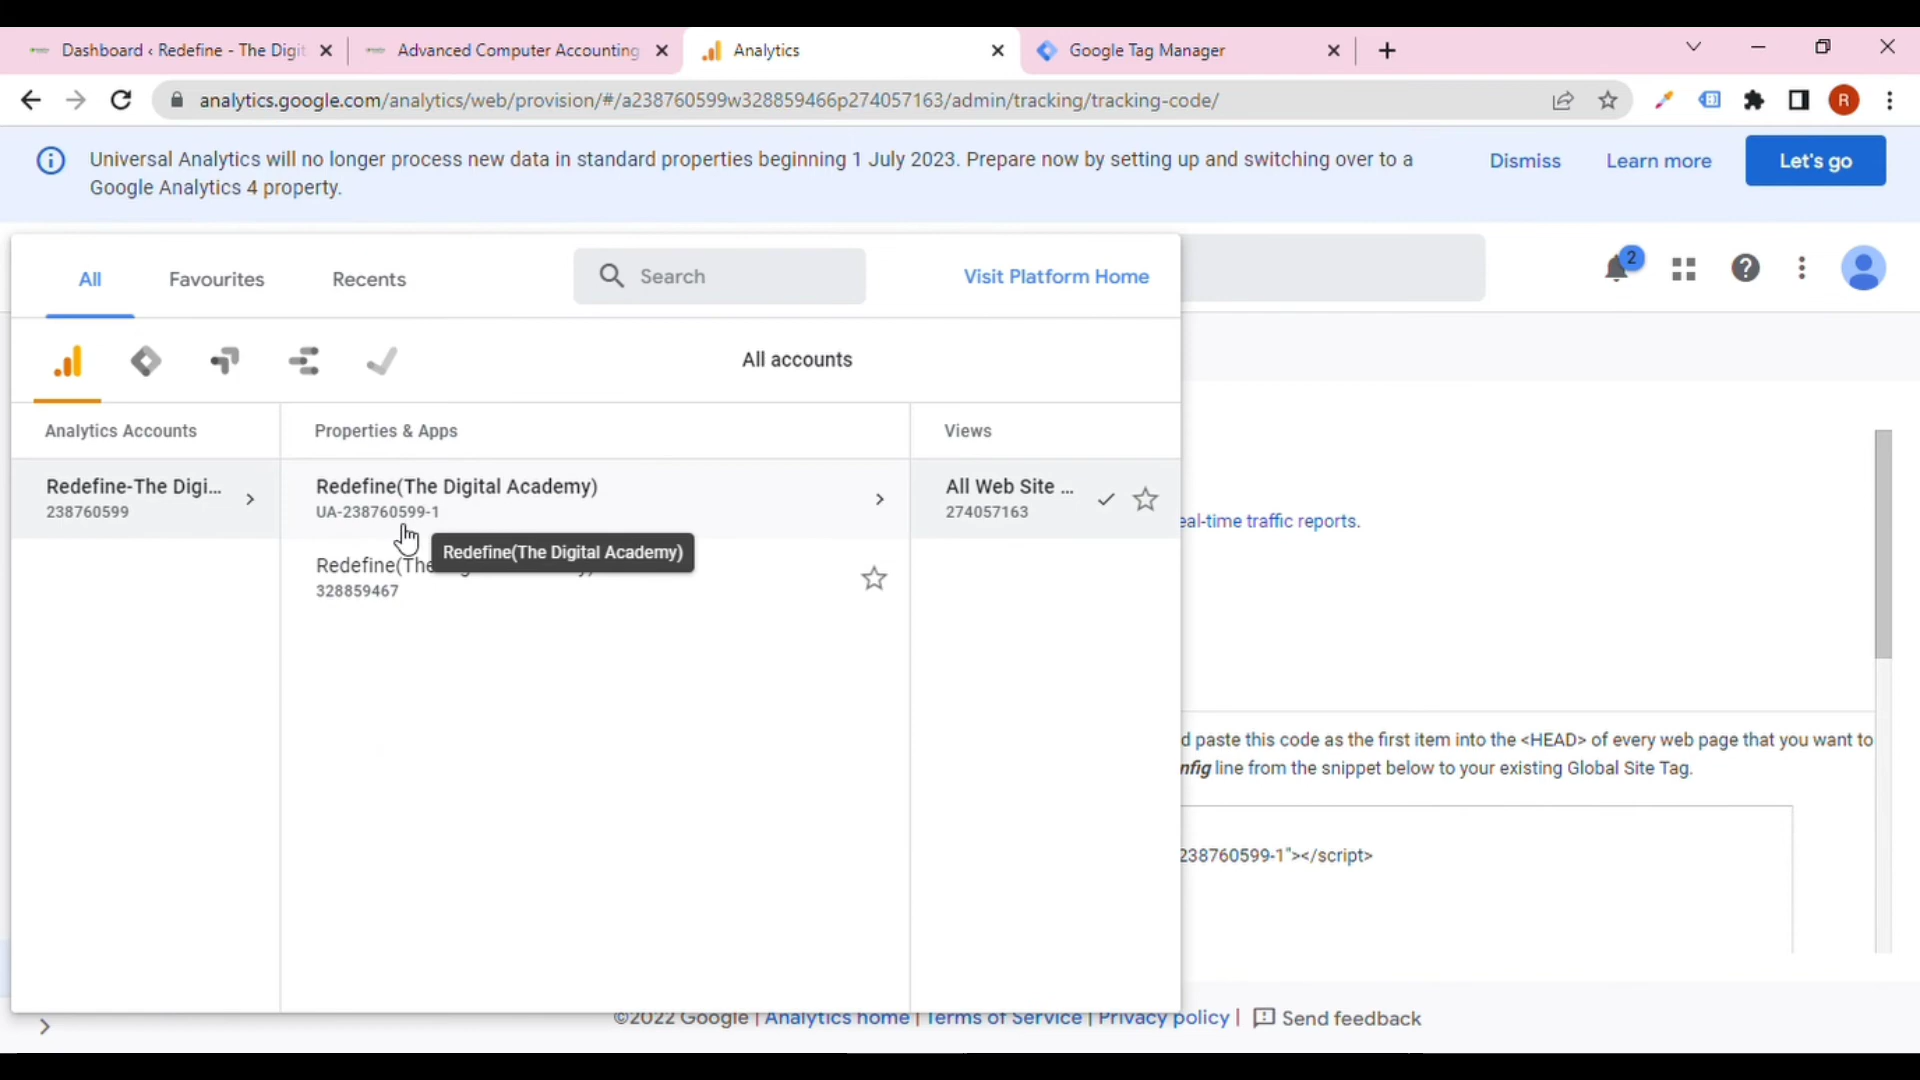 Dashboard ‹ Redefine - The Digit
Advanced Computer Accounting
Analytics
Google Tag Manager
analytics.google.com/analytics/web/provision/#/a238760599w328859466p274057163/admin/tracking/tracking-code/
R
Universal Analytics will no longer process new data in standard properties beginning 1 July 2023. Prepare now by setting up and switching over to a
Google Analytics 4 property.
Dismiss
Learn more
Let's go
All
Favourites
Recents
Search
Visit Platform Home
2
All accounts
Analytics Accounts
Properties & Apps
Views
Redefine-The Digi...
238760599
Redefine(The Digital Academy)
UA-238760599-1
All Web Site ...
274057163
eal-time traffic reports.
Redefine(The Digital Academy)
Redefine(The
328859467
d paste this code as the first item into the <HEAD> of every web page that you want to
nfig line from the snippet below to your existing Global Site Tag.
238760599-1"></script>
©2022 Google | Analytics home | Terms of Service | Privacy policy | Send feedback